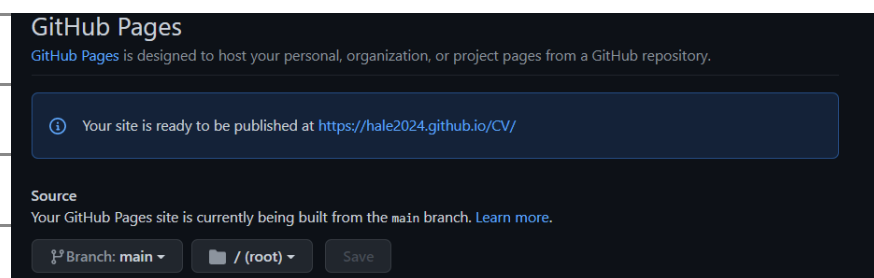 GitHub Pages
GitHub Pages is designed to host your personal, organization, or project pages from a GitHub repository.
Your site is ready to be published at https://hale2024.github.io/CV/
Source
Your GitHub Pages site is currently being built from the main branch. Learn more.
Branch: main / (root) Save